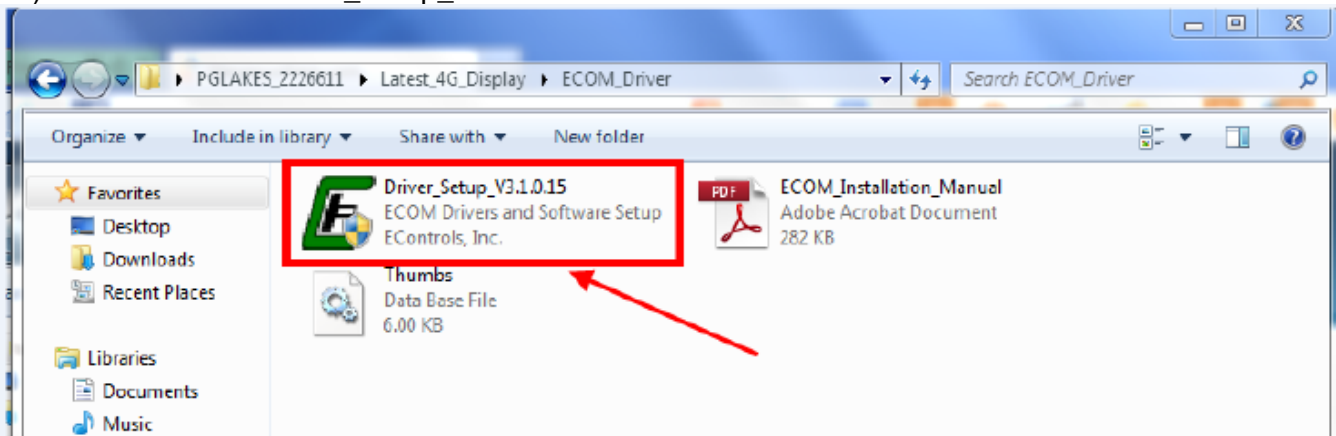 PGLAKES_2226611 ▸ Latest_4G_Display ▸ ECOM_Driver
Search ECOM_Driver
Organize ▾ Include in library ▾ Share with ▾ New folder
Favorites
Desktop
Downloads
Recent Places
Libraries
Documents
Music
Driver_Setup_V3.1.0.15
ECOM Drivers and Software Setup
EControls, Inc.
PDF
ECOM_Installation_Manual
Adobe Acrobat Document
282 KB
Thumbs
Data Base File
6.00 KB